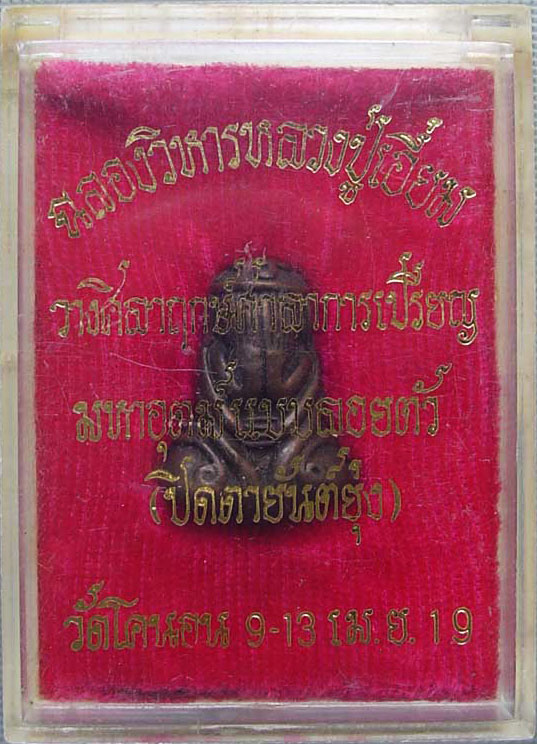 ฉลองวิหารหลวงปู่เอี่ยม
วางศิลาฤกษ์ศาลาการเปรียญ
มหาอุตม์แบบลอยตัว
(ปิดตายันต์ยุ่ง)
วัดโคนอน 9-13 เม.ย. 19